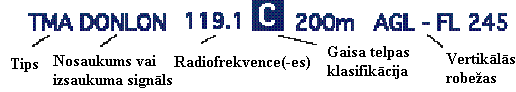 TMA DONLON 119.1 C 200m AGL - FL 245
Tips
Nosaukums vai
izsaukuma signāls
Radiofrekvence(-es)
Gaisa telpas
klasifikācija
Vertikālās
robežas